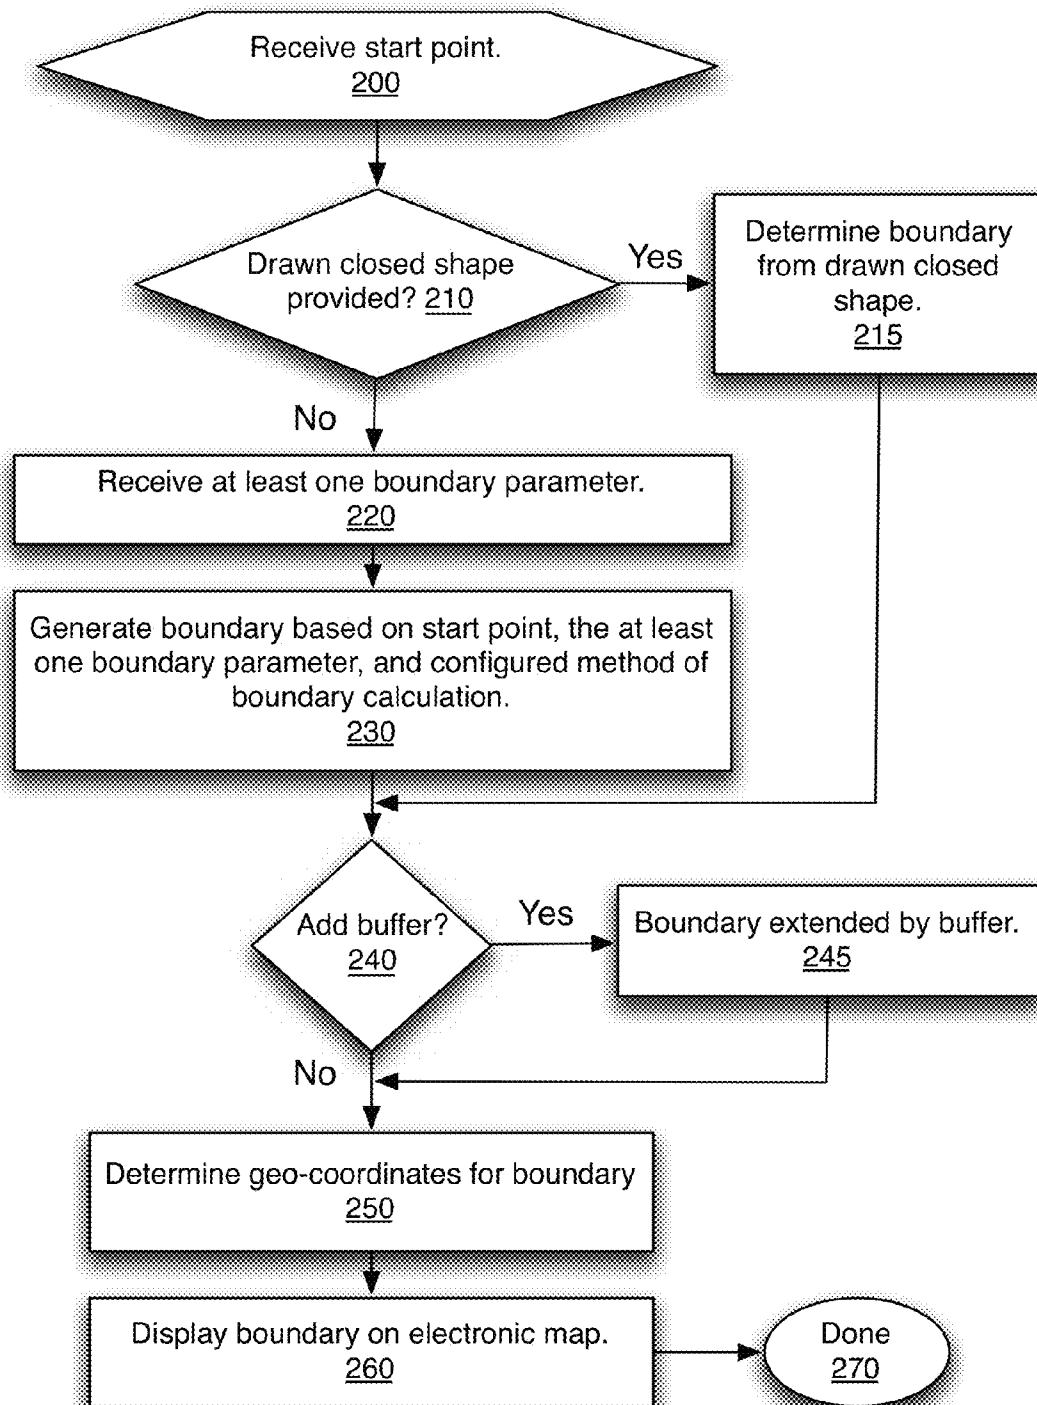 Receive start point.
200
Drawn closed shape
provided? 210
Yes
Determine boundary
from drawn closed
shape.
215
No
Receive at least one boundary parameter.
220
Generate boundary based on start point, the at least
one boundary parameter, and configured method of
boundary calculation.
230
Add buffer?
240
Yes
Boundary extended by buffer.
245
No
Determine geo-coordinates for boundary
250
Display boundary on electronic map.
260
Done
270